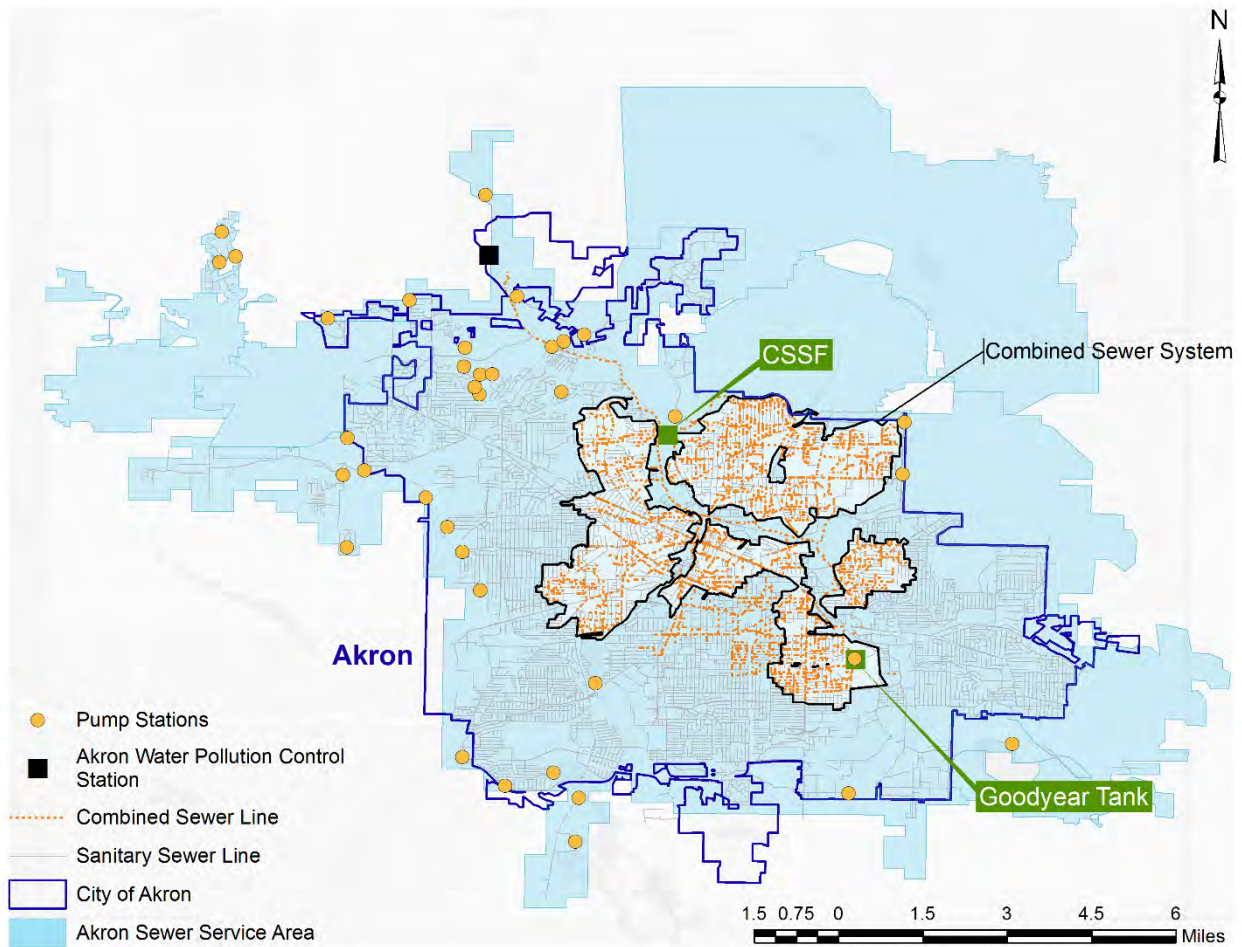 N
CSSF
Combined Sewer System
Akron
Pump Stations
Akron Water Pollution Control
Station
Combined Sewer Line
Sanitary Sewer Line
City of Akron
Akron Sewer Service Area
Goodyear Tank
1.5 0.75 0 1.5 3 4.5 6
Miles